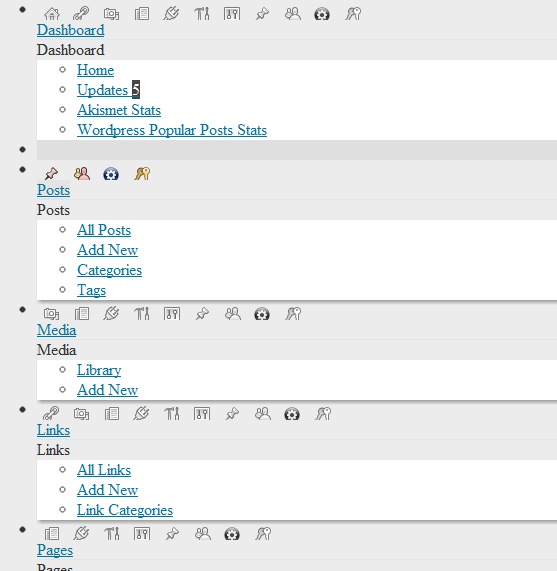 Dashboard
Dashboard
Home
Updates 5
Akismet Stats
Wordpress Popular Posts Stats
Posts
Posts
All Posts
Add New
Categories
Tags
Media
Media
Library
Add New
Links
Links
All Links
Add New
Link Categories
Pages
Pages